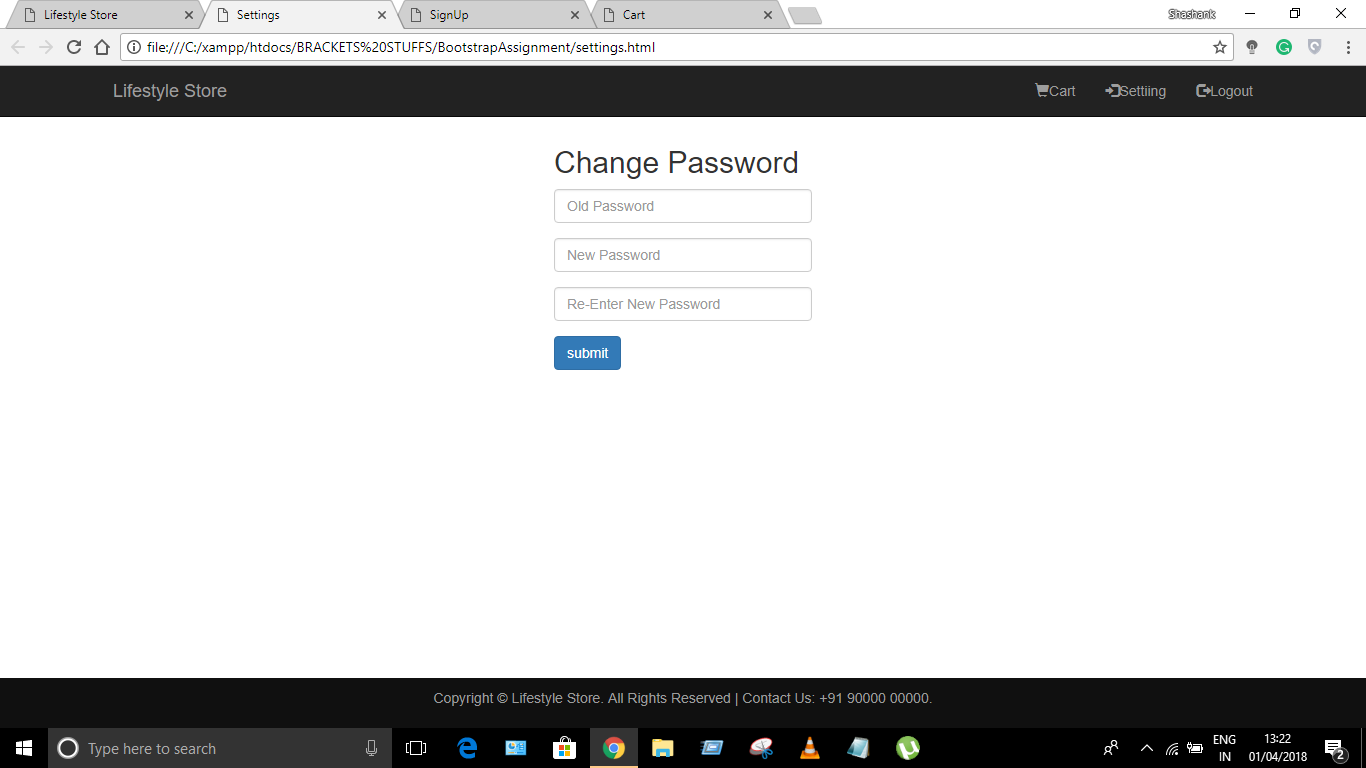 Lifestyle Store
Settings
SignUp
Cart
Shashank
file:///C:/xampp/htdocs/BRACKETS%20STUFFS/BootstrapAssignment/settings.html
Lifestyle Store
Cart
Settiing
Logout
Change Password
Old Password
New Password
Re-Enter New Password
submit
Copyright © Lifestyle Store. All Rights Reserved | Contact Us: +91 90000 00000.
Type here to search
ENG
IN
13:22
01/04/2018
2